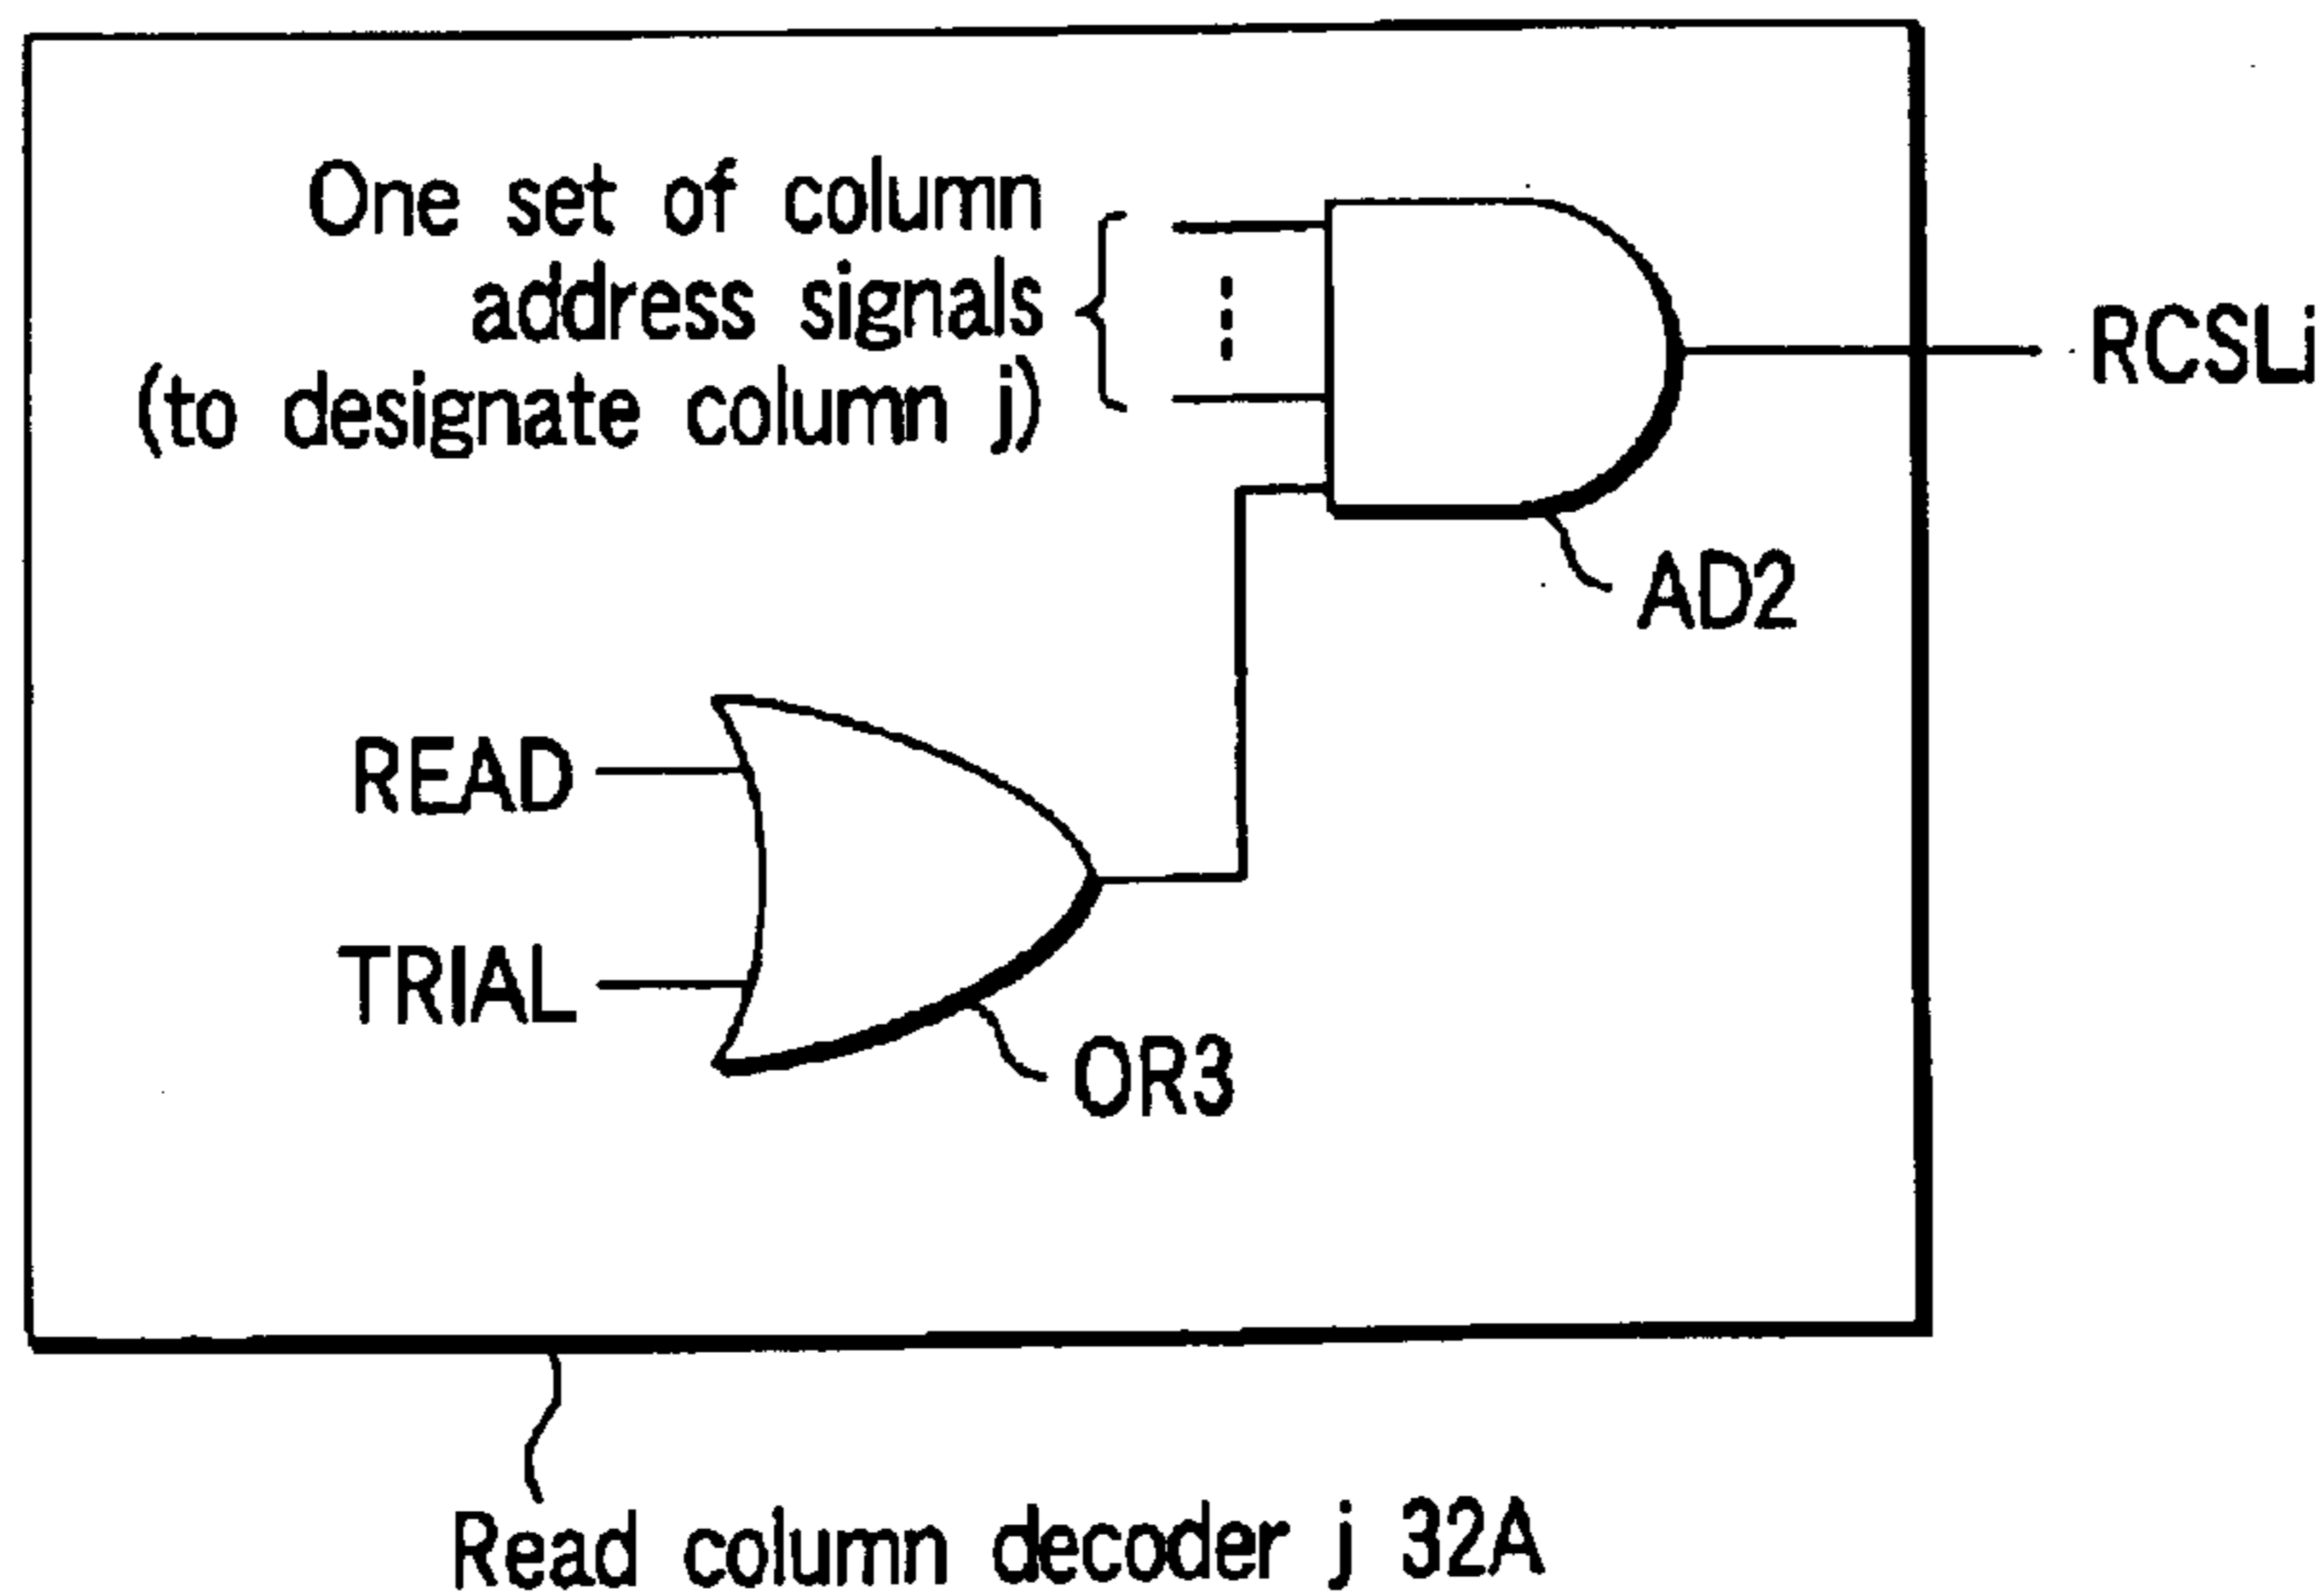 One set of column
address signals
(to designate column j)
RCSLi
AD2
READ
TRIAL
OR3
Read column decoder j 32A